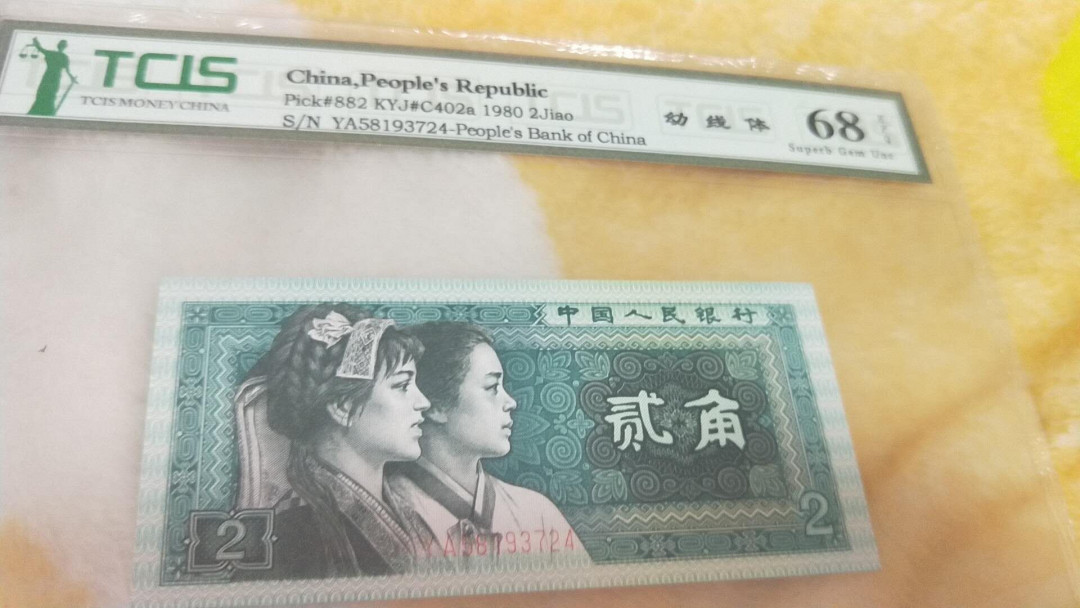 TCIS
TCIS MONEY CHINA
China,People's Republic
Pick#882 KYJ#C402a 1980 2Jiao
S/N YA58193724-People's Bank of China
幼线体
68
Superb Gem Unc
中国人民银行
贰角
2
2
YA58193724